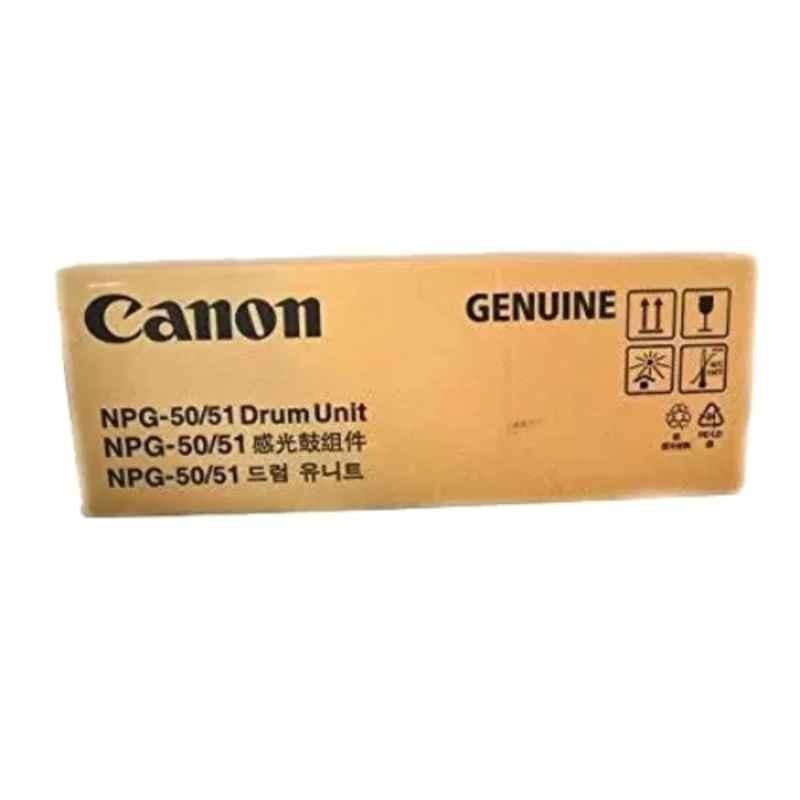 Canon
GENUINE
NPG-50/51 Drum Unit
NPG-50/51 感光鼓组件
NPG-50/51 드럼 유니트